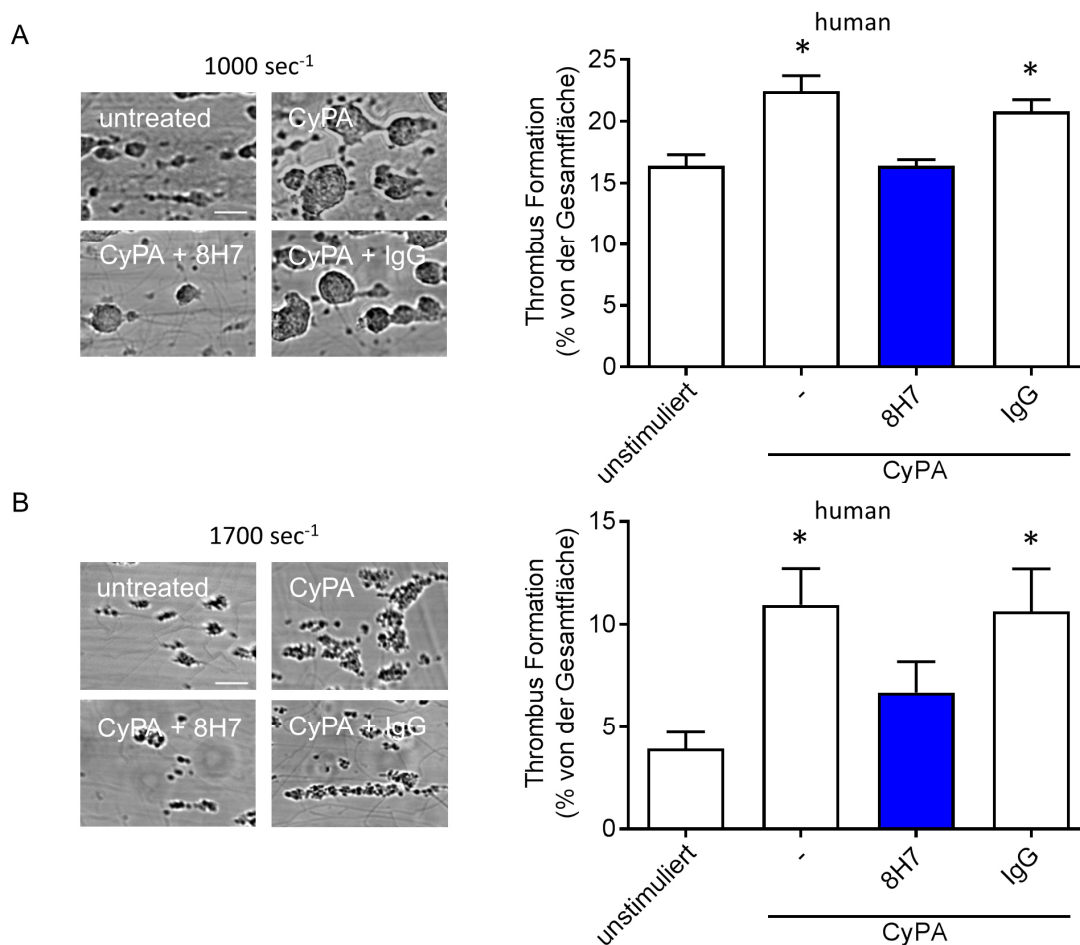 A
1000 sec⁻¹
untreated
CyPA
CyPA + 8H7
CyPA + IgG
human
Thrombus Formation
(% von der Gesamtfläche)
25
20
15
10
5
0
*
*
unstimuliert
-
8H7
IgG
CyPA
B
1700 sec⁻¹
untreated
CyPA
CyPA + 8H7
CyPA + IgG
human
Thrombus Formation
(% von der Gesamtfläche)
15
10
5
0
*
*
unstimuliert
-
8H7
IgG
CyPA